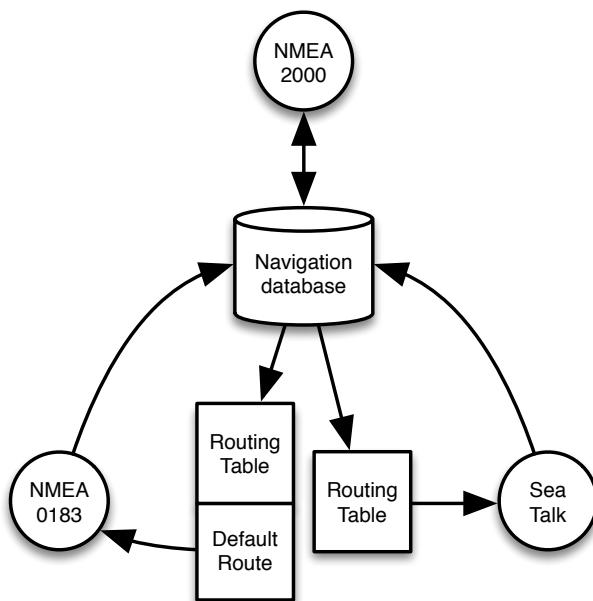 NMEA
2000
Navigation
database
Routing
Table
Routing
Table
NMEA
0183
Default
Route
Sea
Talk